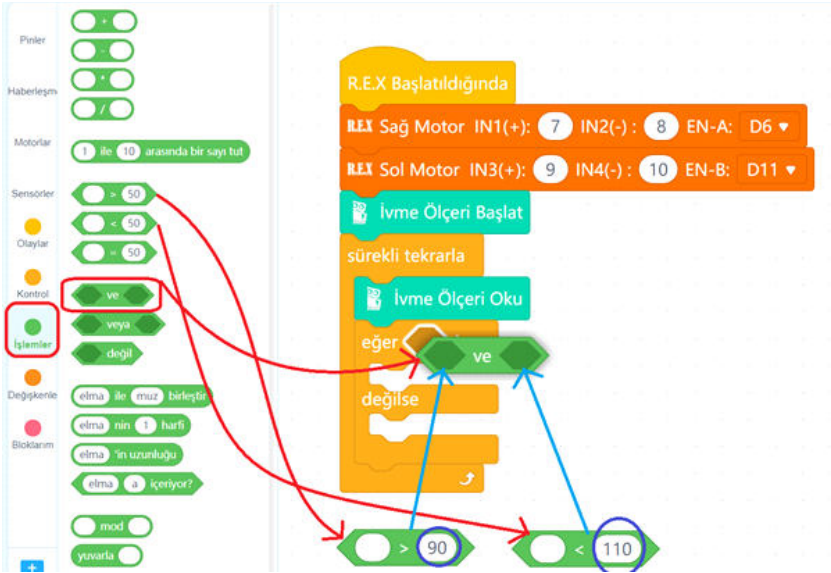 Pinler
Haberleşm
Motorlar
Sensörler
Olaylar
Kontrol
İşlemler
Değişkenle
Bloklarım
+
-
*
/
1 ile 10 arasında bir sayı tut
> 50
< 50
= 50
ve
veya
değil
elma ile muz birleştir
elma nin 1 harfi
elma 'in uzunluğu
elma a içeriyor?
mod
yuvarla
R.E.X Başlatıldığında
R.E.X Sağ Motor IN1(+): 7 IN2(-) : 8 EN-A: D6
R.E.X Sol Motor IN3(+): 9 IN4(-) : 10 EN-B: D11
İvme Ölçeri Başlat
sürekli tekrarla
İvme Ölçeri Oku
eğer
ve
değilse
> 90
< 110